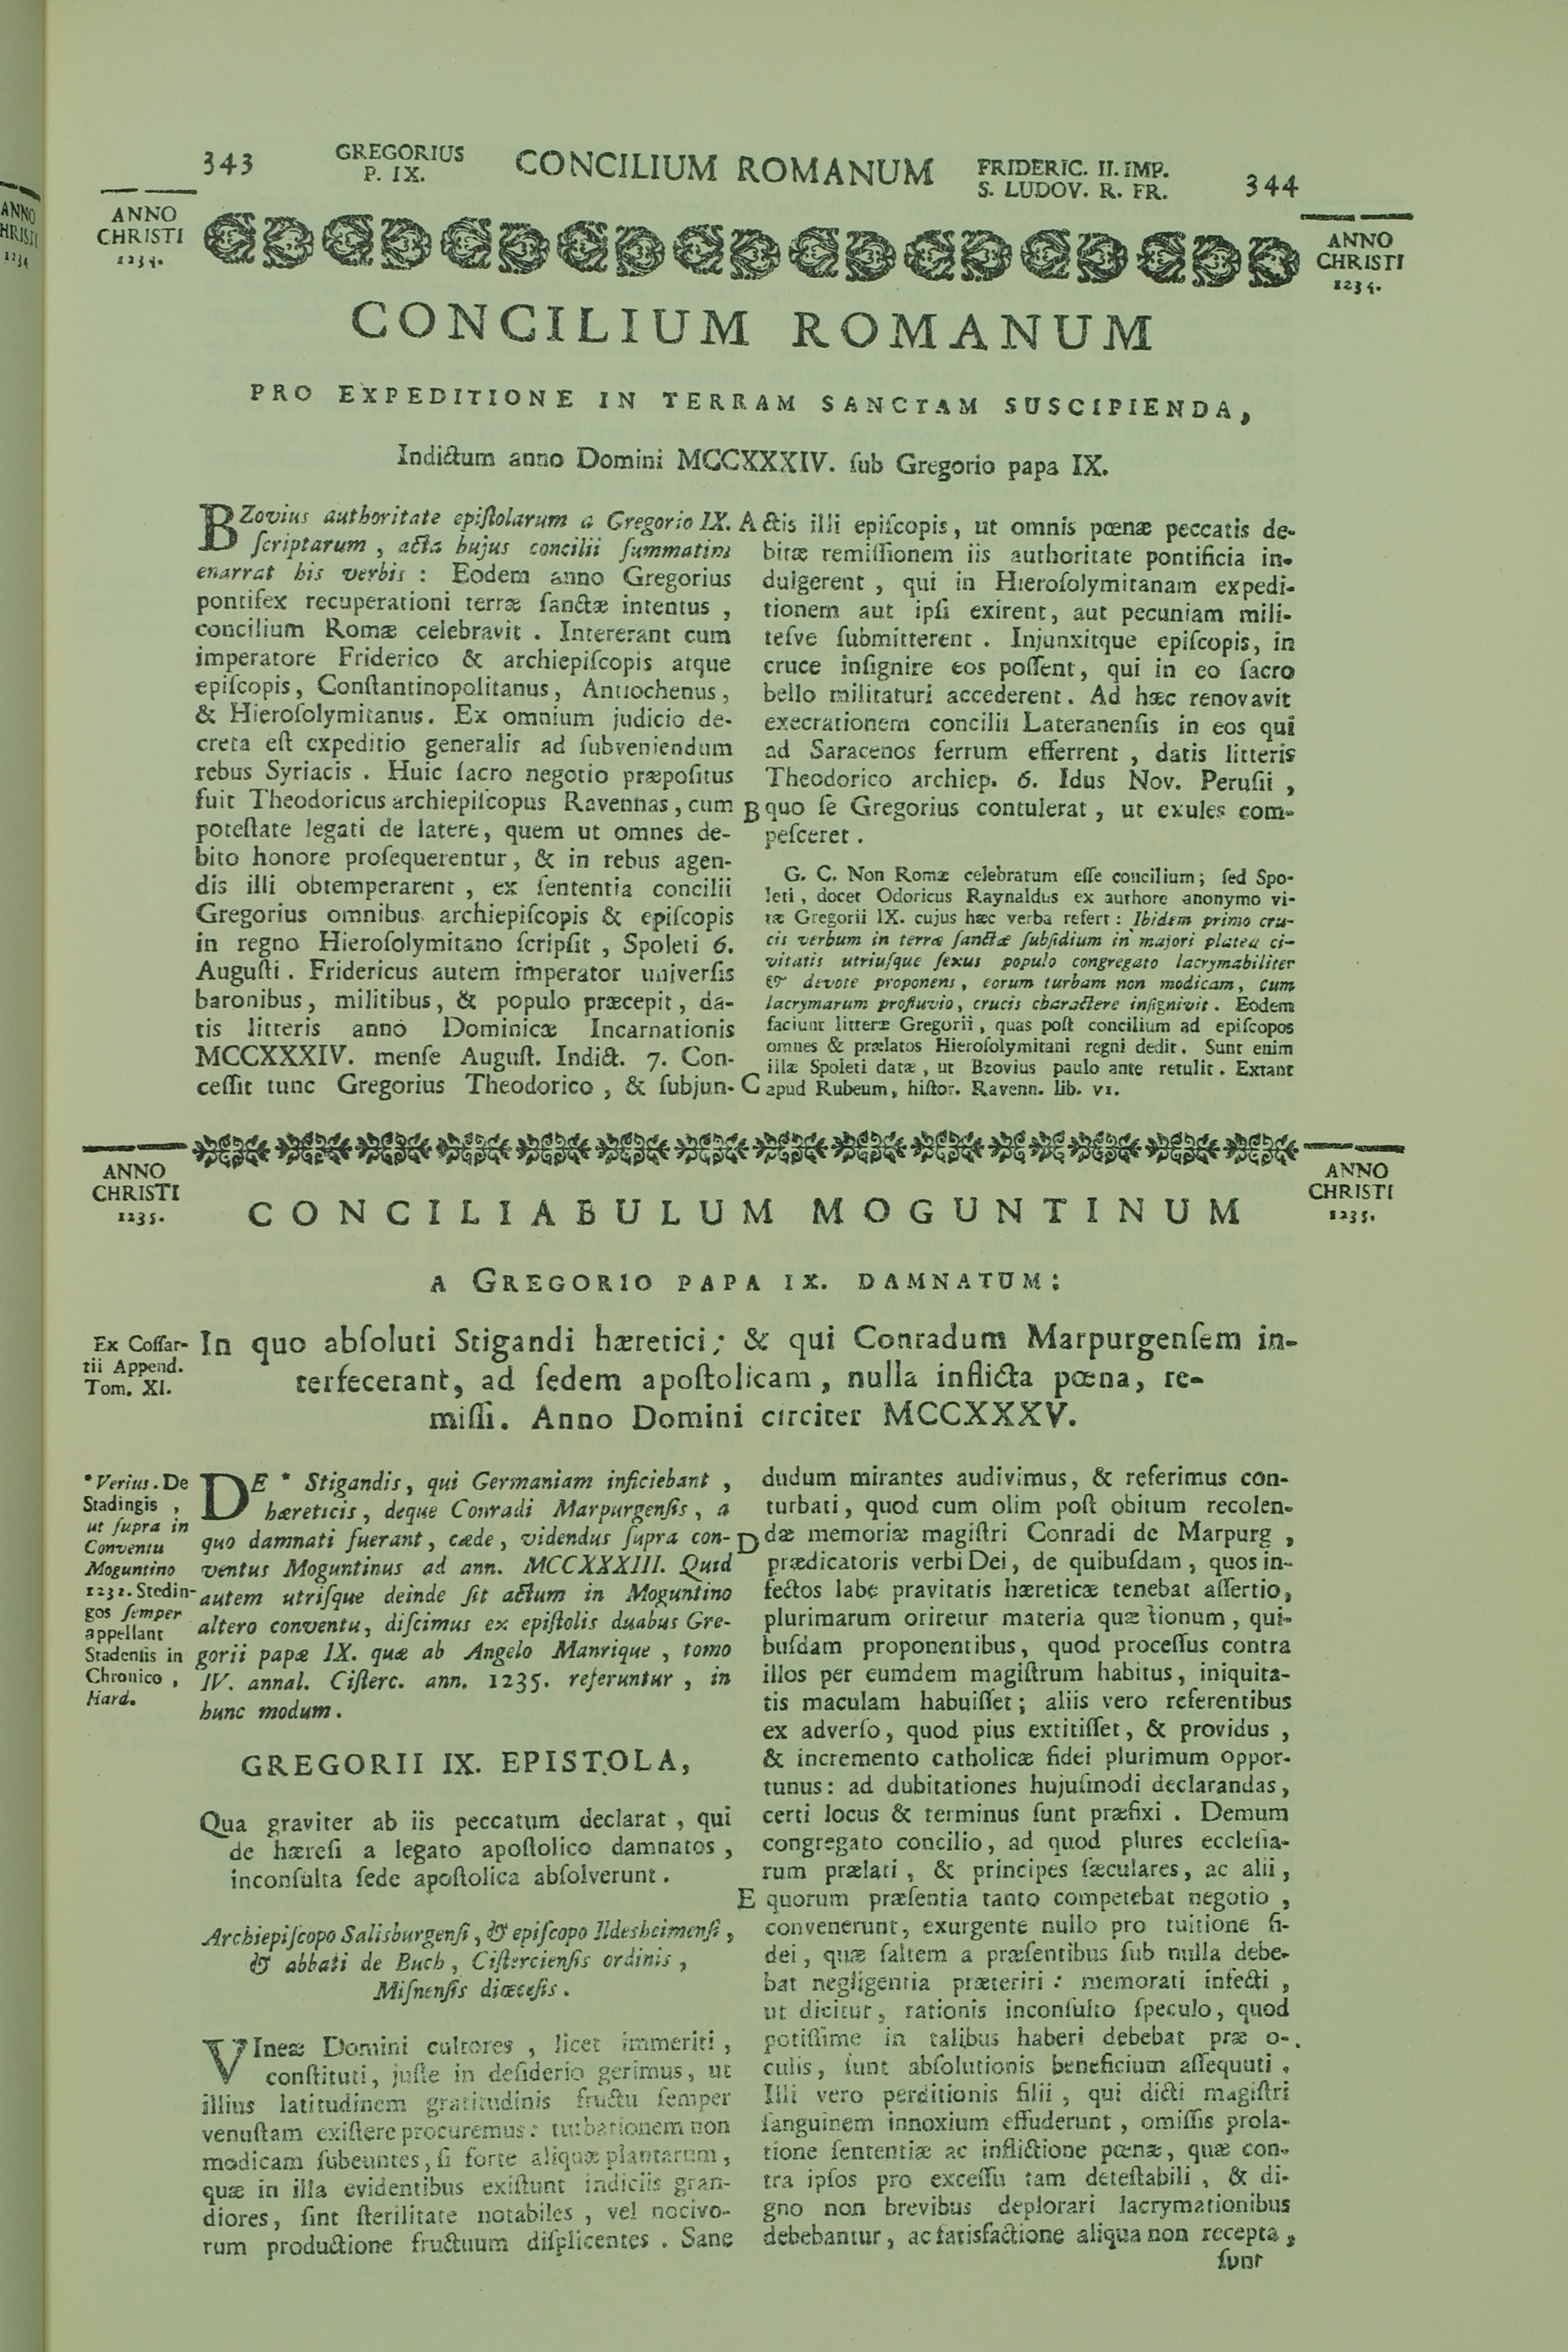 343
GREGORIUS
P. IX.
CONCILIUM ROMANUM
FRIDERIC. II. IMP.
S. LUDOV. R. FR.
344
ANNO
CHRISTI
1234.
ANNO
CHRISTI
1234.
ANNO
CHRISTI
1234
CONCILIUM ROMANUM
PRO EXPEDITIONE IN TERRAM SANCTAM SUSCIPIENDA,
Indictum anno Domini MCCXXXIV. ſub Gregorio papa IX.
BZovius authoritate epiſtolarum a Gregorio IX.
ſcriptarum, acta hujus concilii ſummatim
enarrat his verbis: Eodem anno Gregorius
pontifex recuperationi terræ ſanctæ intentus,
concilium Romæ celebravit. Intererant cum
imperatore Friderico & archiepiſcopis atque
epiſcopis, Conſtantinopolitanus, Antiochenus,
& Hieroſolymitanus. Ex omnium judicio de-
creta eſt expeditio generalis ad ſubveniendum
rebus Syriacis. Huic ſacro negotio præpoſitus
fuit Theodoricus archiepiſcopus Ravennas, cum
poteſtate legati de latere, quem ut omnes de-
bito honore proſequerentur, & in rebus agen-
dis illi obtemperarent, ex ſententia concilii
Gregorius omnibus archiepiſcopis & epiſcopis
in regno Hieroſolymitano ſcripſit, Spoleti 6.
Auguſti. Fridericus autem imperator univerſis
baronibus, militibus, & populo præcepit, da-
tis litteris anno Dominicæ Incarnationis
MCCXXXIV. menſe Auguſt. Indict. 7. Con-
ceſſit tunc Gregorius Theodorico, & ſubjun-
A ctis illi epiſcopis, ut omnis pœnæ peccatis de-
bitæ remiſſionem iis authoritate pontificia in-
dulgerent, qui in Hieroſolymitanam expedi-
tionem aut ipſi exirent, aut pecuniam mili-
teſve ſubmitterent. Injunxitque epiſcopis, in
cruce inſignire eos poſſent, qui in eo ſacro
bello militaturi accederent. Ad hæc renovavit
execrationem concilii Lateranenſis in eos qui
ad Saracenos ferrum efferrent, datis litteris
Theodorico archiep. 6. Idus Nov. Peruſii,
B quo ſe Gregorius contulerat, ut exules com-
peſceret.
G. C. Non Romæ celebratum eſſe concilium; ſed Spo-
leti, docet Odoricus Raynaldus ex authore anonymo vi-
tæ Gregorii IX. cujus hæc verba refert: Ibidem primo cru-
cis verbum in terræ ſanctæ ſubſidium in majori platea ci-
vitatis utriuſque ſexus populo congregato lacrymabiliter
& devote proponens, eorum turbam non modicam, cum
lacrymarum profluvio, crucis charactere inſignivit. Eodem
faciunt litteræ Gregorii, quas poſt concilium ad epiſcopos
omnes & prælatos Hieroſolymitani regni dedit. Sunt enim
illæ Spoleti datæ, ut Bzovius paulo ante retulit. Extant
C apud Rubeum, hiſtor. Ravenn. lib. VI.
ANNO
CHRISTI
1235.
ANNO
CHRISTI
1235.
CONCILIABULUM MOGUNTINUM
A GREGORIO PAPA IX. DAMNATUM:
Ex Coſſar-
tii Append.
Tom. XI.
In quo abſoluti Stigandi hæretici; & qui Conradum Marpurgenſem in-
terfecerant, ad ſedem apoſtolicam, nulla inflicta pœna, re-
miſſi. Anno Domini circiter MCCXXXV.
* Verius. De
Stadingis,
ut ſupra in
Conventu
Moguntino
1232. Stedin-
gos ſemper
appellant
Stadenſis in
Chronico,
Hard.
DE * Stigandis, qui Germaniam inficiebant,
hæreticis, deque Conradi Marpurgenſis, a
quo damnati fuerant, cæde, videndus ſupra con-
ventus Moguntinus ad ann. MCCXXXIII. Quid
autem utriſque deinde ſit actum in Moguntino
altero conventu, diſcimus ex epiſtolis duabus Gre-
gorii papæ IX. quæ ab Angelo Manrique, tomo
IV. annal. Ciſterc. ann. 1235. referuntur, in
hunc modum.
GREGORII IX. EPISTOLA,
Qua graviter ab iis peccatum declarat, qui
de hæreſi a legato apoſtolico damnatos,
inconſulta ſede apoſtolica abſolverunt.
Archiepiſcopo Salisburgenſi, & epiſcopo Ildesheimenſi,
& abbati de Buch, Ciſtercienſis ordinis,
Miſnenſis diœceſis.
VIneæ Domini cultores, licet immeriti,
conſtituti, juſte in deſiderio gerimus, ut
illius latitudinem gratitudinis fructu ſemper
venuſtam exiſtere procuremus: turbationem non
modicam ſubeuntes, ſi forte aliquæ plantarum,
quæ in illa evidentibus exiſtunt indiciis gran-
diores, ſint ſterilitate notabiles, vel nocivo-
rum productione fructuum diſplicentes. Sane
dudum mirantes audivimus, & referimus con-
turbati, quod cum olim poſt obitum recolen-
D dæ memoriæ magiſtri Conradi de Marpurg,
prædicatoris verbi Dei, de quibuſdam, quos in-
fectos labe pravitatis hæreticæ tenebat aſſertio,
plurimarum oriretur materia quæ tionum, qui-
buſdam proponentibus, quod proceſſus contra
illos per eumdem magiſtrum habitus, iniquita-
tis maculam habuiſſet; aliis vero referentibus
ex adverſo, quod pius extitiſſet, & providus,
& incremento catholicæ fidei plurimum oppor-
tunus: ad dubitationes hujuſmodi declarandas,
certi locus & terminus ſunt præfixi. Demum
congregato concilio, ad quod plures eccleſia-
rum prælati, & principes ſæculares, ac alii,
E quorum præſentia tanto competebat negotio,
convenerunt, exurgente nullo pro tuitione fi-
dei, quæ ſaltem a præſentibus ſub nulla debe-
bat negligentia præteriri: memorati infecti,
ut dicitur, rationis inconſulto ſpeculo, quod
potiſſime in talibus haberi debebat præ o-
culis, ſunt abſolutionis beneficium aſſequuti.
Illi vero perditionis filii, qui dicti magiſtri
ſanguinem innoxium effuderunt, omiſſis prola-
tione ſententiæ ac inflictione pœnæ, quæ con-
tra ipſos pro exceſſu tam deteſtabili, & di-
gno non brevibus deplorari lacrymationibus
debebantur, ac ſatisfactione aliqua non recepta,
ſunt